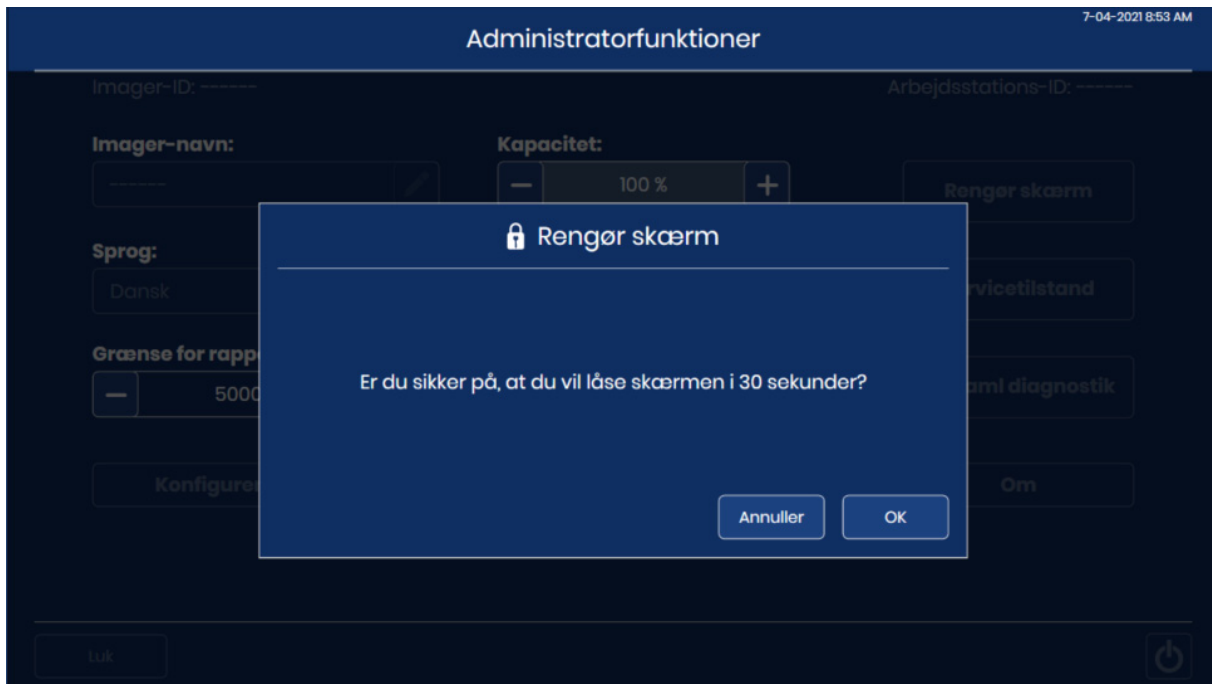 7-04-2021 8:53 AM
Administratorfunktioner
Imager-ID: ------
Arbejdsstations-ID: ------
Imager-navn:
Kapacitet:
------
100 %
Rengør skærm
Rengør skærm
Sprog:
Dansk
rvicetilstand
Grænse for rapp
5000
Er du sikker på, at du vil låse skærmen i 30 sekunder?
aml diagnostik
Konfigurer
Om
Annuller
OK
Luk